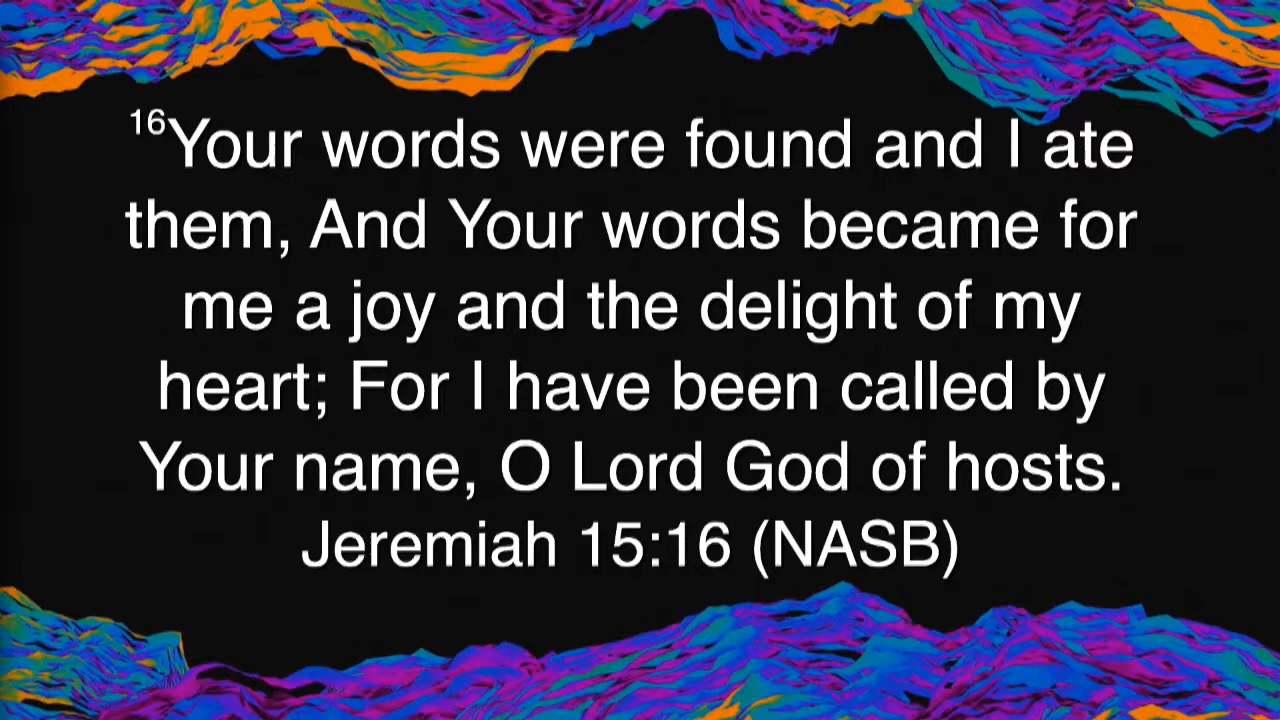 16Your words were found and I ate
them, And Your words became for
me a joy and the delight of my
heart; For I have been called by
Your name, O Lord God of hosts.
Jeremiah 15:16 (NASB)